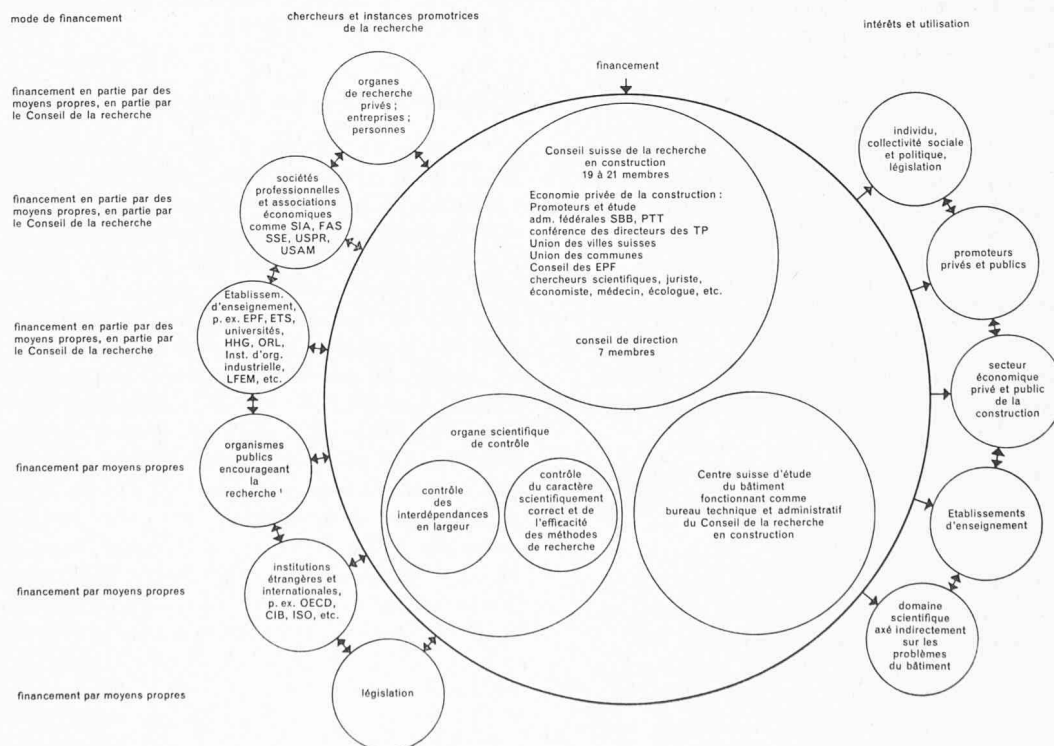 mode de financement
chercheurs et instances promotrices
de la recherche
intérêts et utilisation
financement en partie par des
moyens propres, en partie par
le Conseil de la recherche
financement en partie par des
moyens propres, en partie par
le Conseil de la recherche
financement en partie par des
moyens propres, en partie par
le Conseil de la recherche
financement par moyens propres
financement par moyens propres
financement par moyens propres
organes
de recherche
privés ;
entreprises ;
personnes
sociétés
professionnelles
et associations
économiques
comme SIA, FAS
SSE, USPR,
USAM
Etablissem.
d'enseignement,
p. ex. EPF, ETS,
universités,
HHG, ORL,
Inst. d'org.
industrielle,
LFEM, etc.
organismes
publics
encourageant
la
recherche ¹
institutions
étrangères et
internationales,
p. ex. OECD,
CIB, ISO, etc.
législation
financement
Conseil suisse de la recherche
en construction
19 à 21 membres
Economie privée de la construction :
Promoteurs et étude
adm. fédérales SBB, PTT
conférence des directeurs des TP
Union des villes suisses
Union des communes
Conseil des EPF
chercheurs scientifiques, juriste,
économiste, médecin, écologue, etc.
conseil de direction
7 membres
organe scientifique
de contrôle
contrôle
des
interdépendances
en largeur
contrôle
du caractère
scientifiquement
correct et de
l'efficacité
des méthodes
de recherche
Centre suisse d'étude
du bâtiment
fonctionnant comme
bureau technique et administratif
du Conseil de la recherche
en construction
individu,
collectivité sociale
et politique,
législation
promoteurs
privés et publics
secteur
économique
privé et public
de la
construction
Etablissements
d'enseignement
domaine
scientifique
axé indirectement
sur les
problèmes
du bâtiment